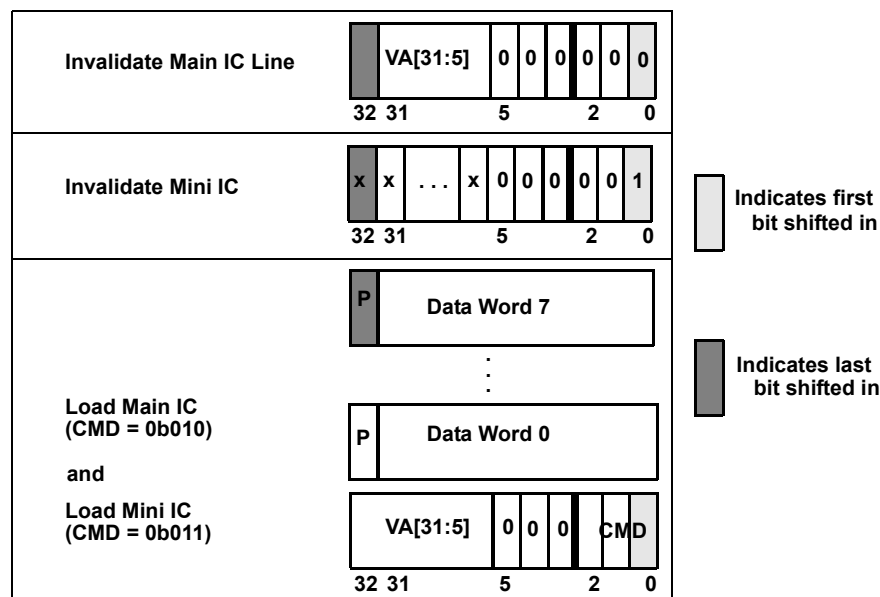 Invalidate Main IC Line
VA[31:5] 0 0 0 0 0 0
32 31 5 2 0
Invalidate Mini IC
x x . . . x 0 0 0 0 0 1
32 31 5 2 0
Indicates first
bit shifted in
P Data Word 7
.
.
.
Indicates last
bit shifted in
Load Main IC
(CMD = 0b010)
P Data Word 0
and
Load Mini IC
(CMD = 0b011)
VA[31:5] 0 0 0 CMD
32 31 5 2 0